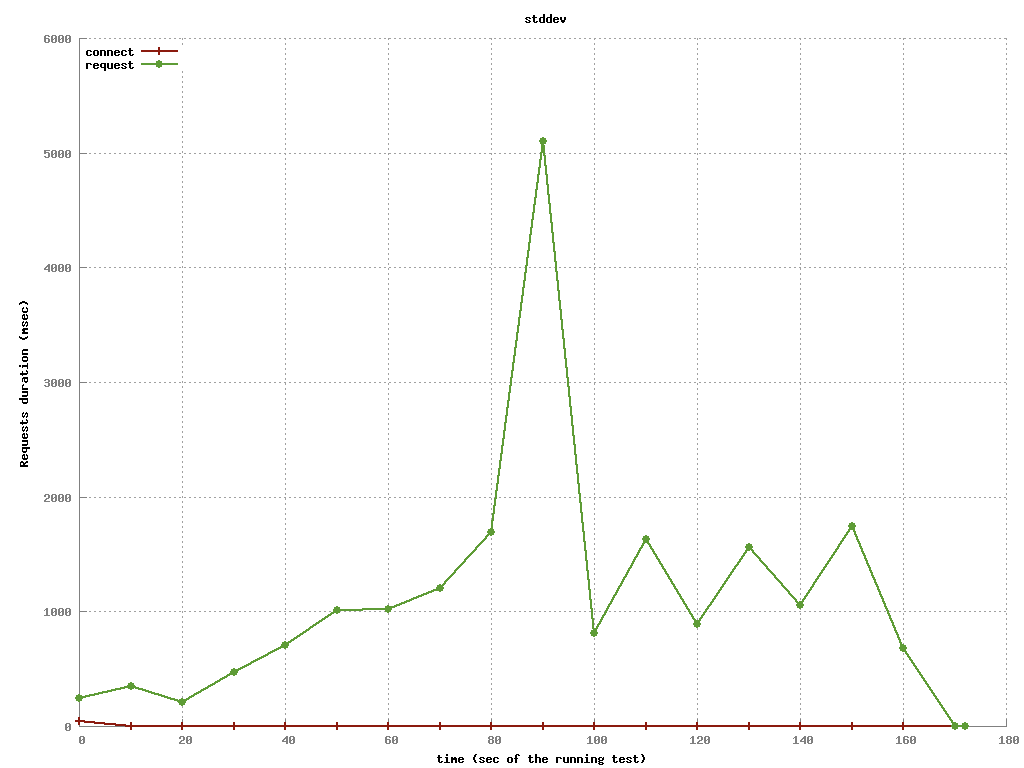 stddev
6000
connect
request
5000
4000
3000
Requests duration (msec)
2000
1000
0
0 20 40 60 80 100 120 140 160 180
time (sec of the running test)